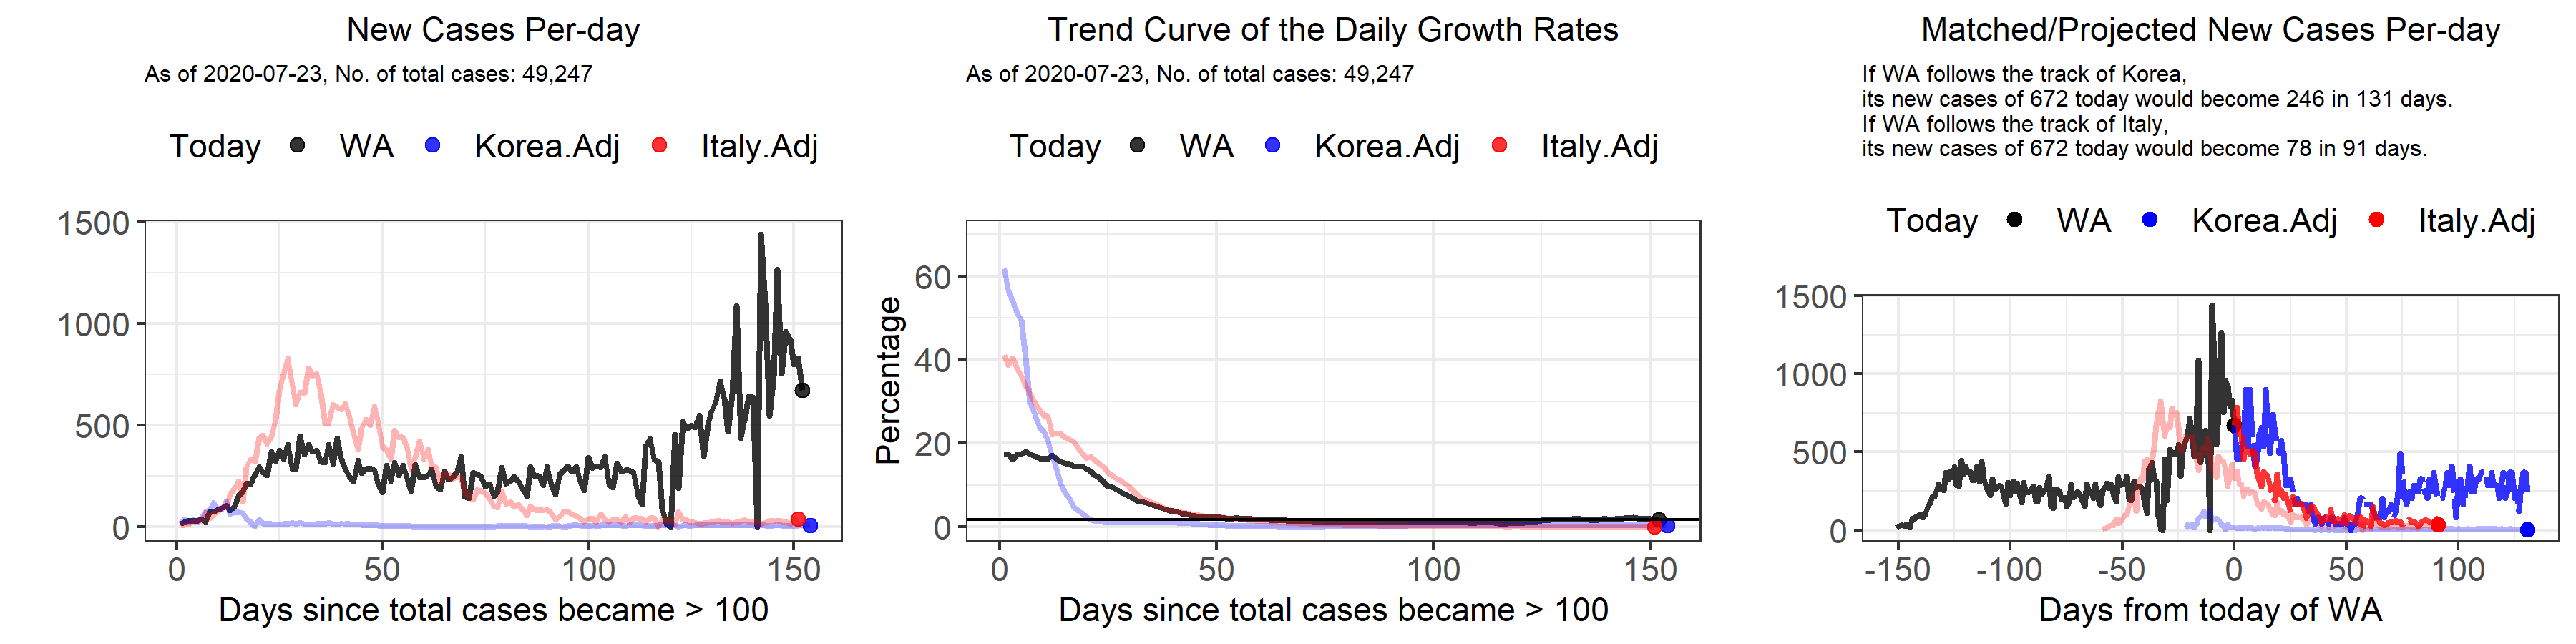 New Cases Per-day
As of 2020-07-23, No. of total cases: 49,247
Today WA Korea.Adj Italy.Adj
1500
1000
500
0
0 50 100 150
Days since total cases became > 100
Trend Curve of the Daily Growth Rates
As of 2020-07-23, No. of total cases: 49,247
Today WA Korea.Adj Italy.Adj
Percentage
60
40
20
0
0 50 100 150
Days since total cases became > 100
Matched/Projected New Cases Per-day
If WA follows the track of Korea,
its new cases of 672 today would become 246 in 131 days.
If WA follows the track of Italy,
its new cases of 672 today would become 78 in 91 days.
Today WA Korea.Adj Italy.Adj
1500
1000
500
0
-150 -100 -50 0 50 100
Days from today of WA